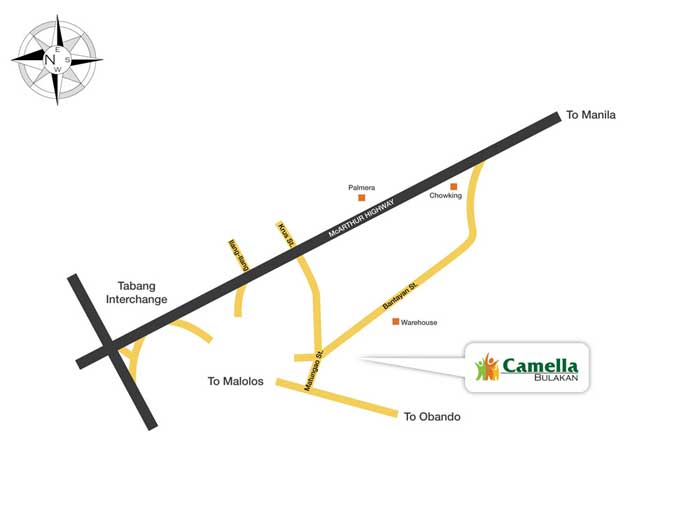 E
N S
W
To Manila
Palmera
Chowking
McARTHUR HIGHWAY
Krus St.
Ilang-Ilang
Tabang
Interchange
Bantayan St.
Warehouse
Matungao St.
Camella
BULAKAN
To Malolos
To Obando